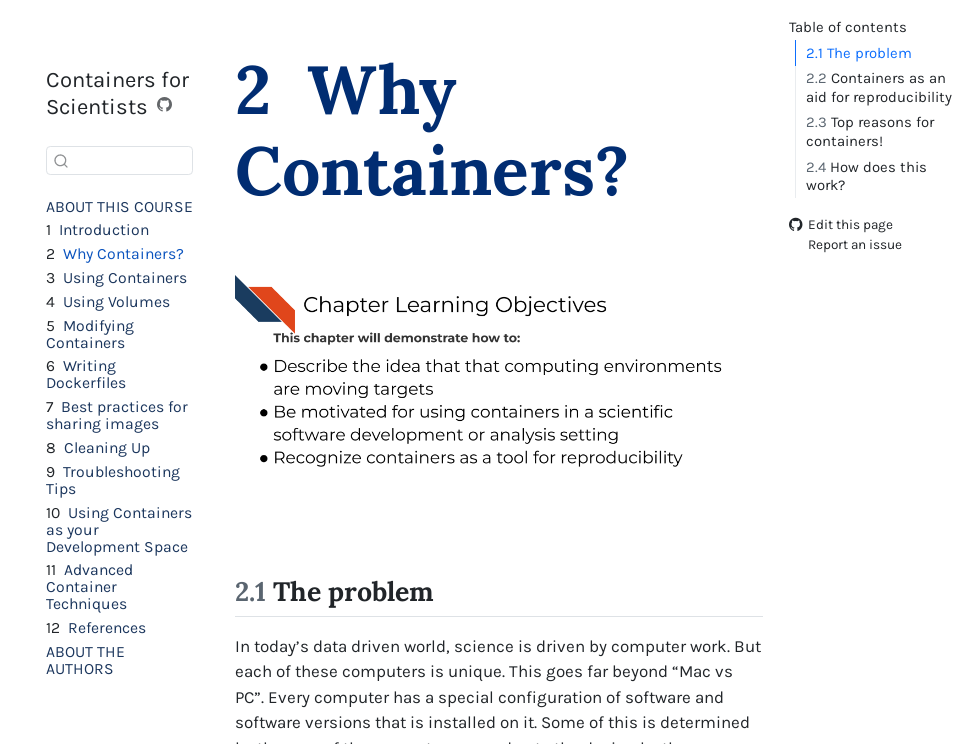 Containers for
Scientists
ABOUT THIS COURSE
1 Introduction
2 Why Containers?
3 Using Containers
4 Using Volumes
5 Modifying
Containers
6 Writing
Dockerfiles
7 Best practices for
sharing images
8 Cleaning Up
9 Troubleshooting
Tips
10 Using Containers
as your
Development Space
11 Advanced
Container
Techniques
12 References
ABOUT THE
AUTHORS
2 Why
Containers?
Chapter Learning Objectives
This chapter will demonstrate how to:
● Describe the idea that that computing environments
are moving targets
● Be motivated for using containers in a scientific
software development or analysis setting
● Recognize containers as a tool for reproducibility
2.1 The problem
In today’s data driven world, science is driven by computer work. But
each of these computers is unique. This goes far beyond “Mac vs
PC”. Every computer has a special configuration of software and
software versions that is installed on it. Some of this is determined
Table of contents
2.1 The problem
2.2 Containers as an
aid for reproducibility
2.3 Top reasons for
containers!
2.4 How does this
work?
Edit this page
Report an issue